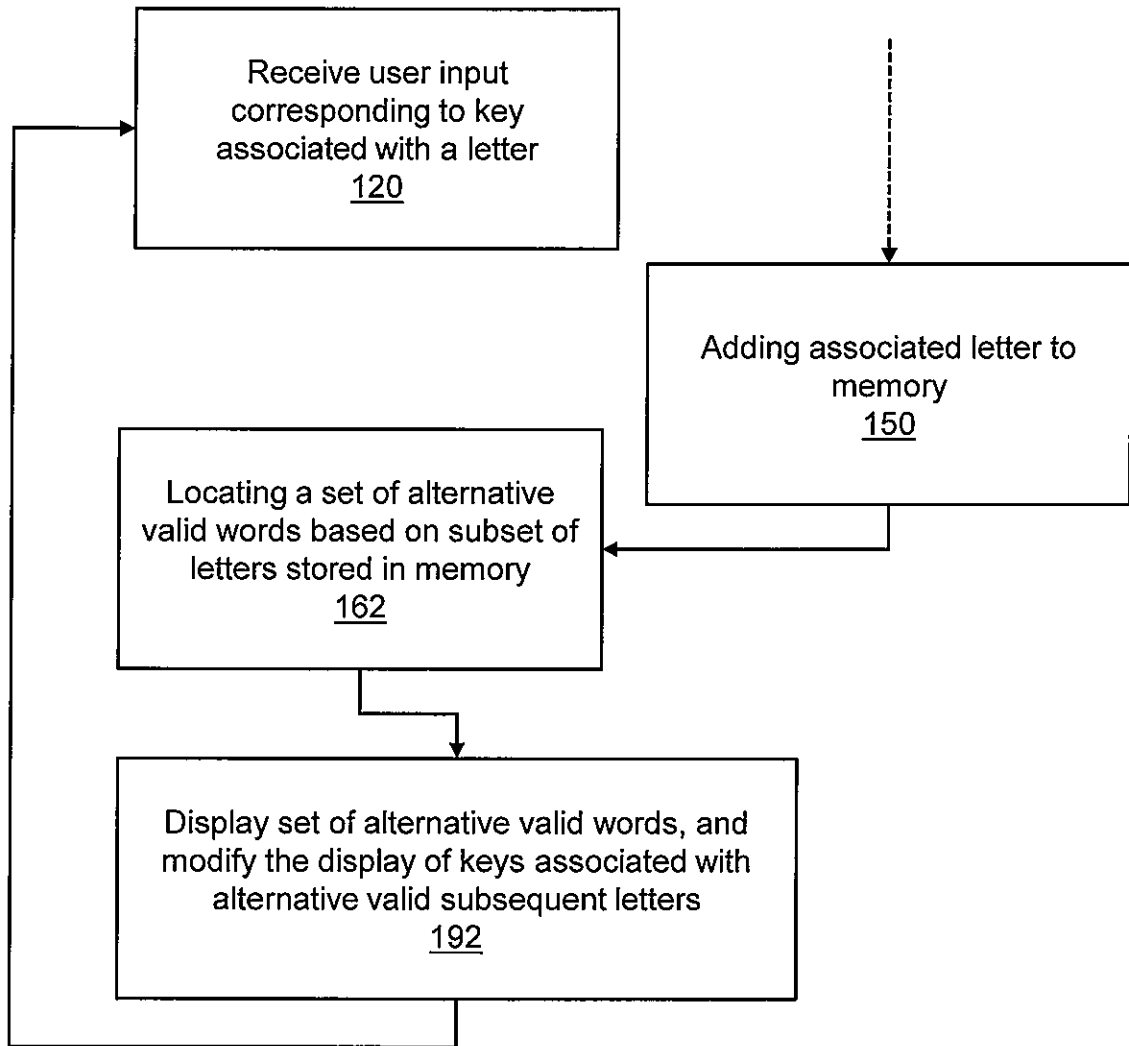 Receive user input
corresponding to key
associated with a letter
120
Adding associated letter to
memory
150
Locating a set of alternative
valid words based on subset of
letters stored in memory
162
Display set of alternative valid words, and
modify the display of keys associated with
alternative valid subsequent letters
192